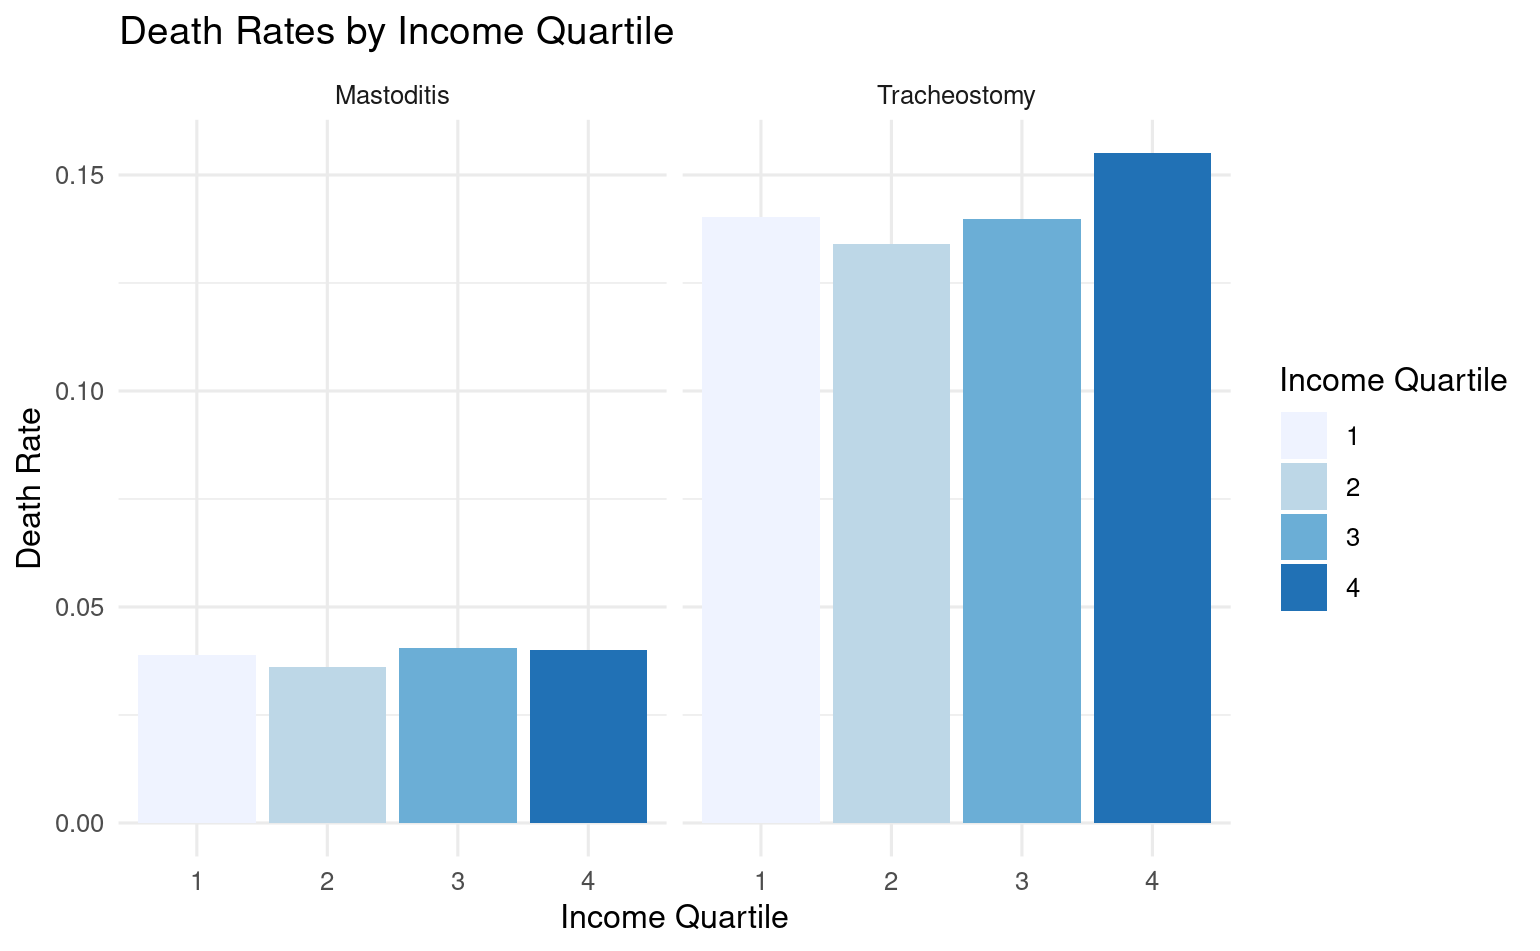 Death Rates by Income Quartile
Mastoditis
Tracheostomy
0.15
0.10
0.05
0.00
Death Rate
1 2 3 4
1 2 3 4
Income Quartile
Income Quartile
1
2
3
4